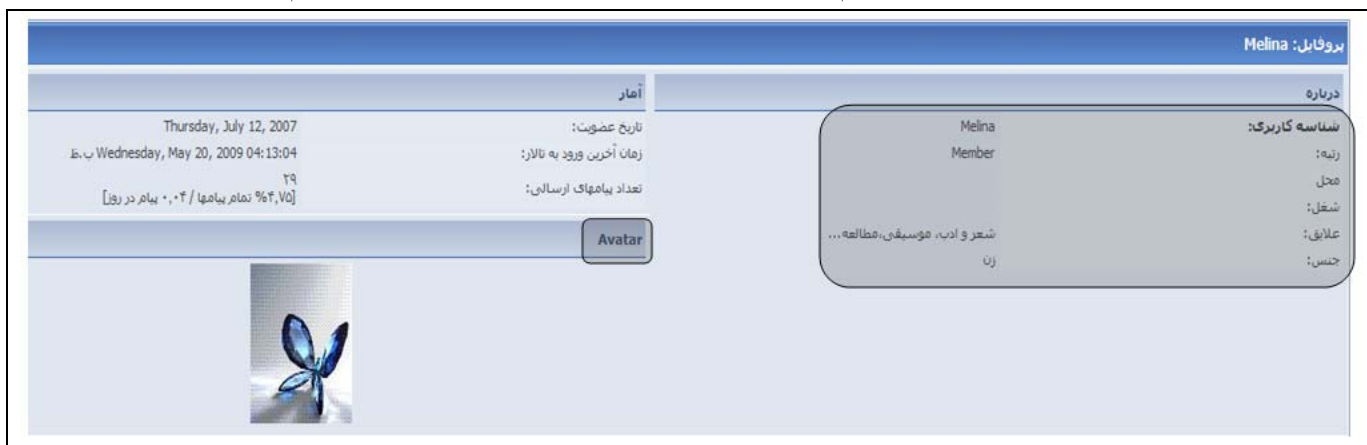 پروفایل: Melina
درباره
شناسه کاربری: Melina
رتبه: Member
محل
شغل:
علایق: شعر و ادب، موسیقی،مطالعه...
جنس: زن
آمار
تاریخ عضویت: Thursday, July 12, 2007
زمان آخرین ورود به تالار: Wednesday, May 20, 2009 04:13:04 ب.ظ
تعداد پیامهای ارسالی: ۲۹
[۴,۷۵% تمام پیامها / ۰,۰۴ پیام در روز]
Avatar